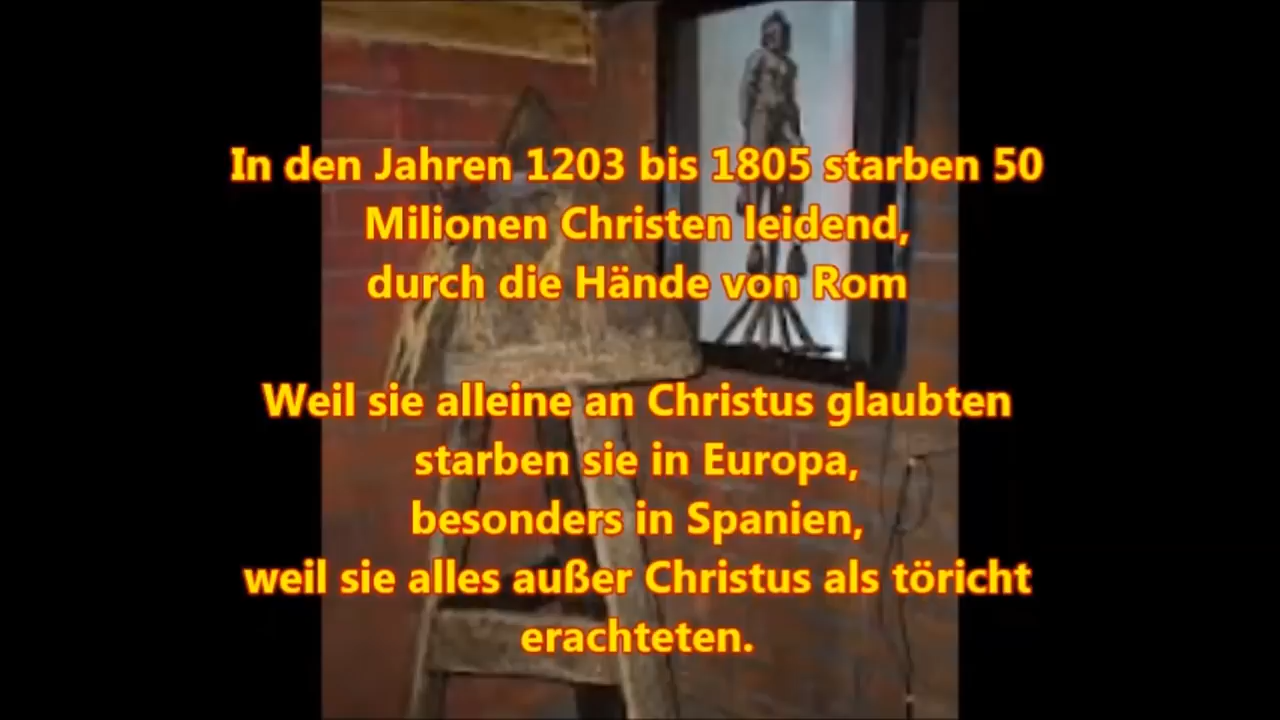 In den Jahren 1203 bis 1805 starben 50
Milionen Christen leidend,
durch die Hände von Rom
Weil sie alleine an Christus glaubten
starben sie in Europa,
besonders in Spanien,
weil sie alles außer Christus als töricht
erachteten.